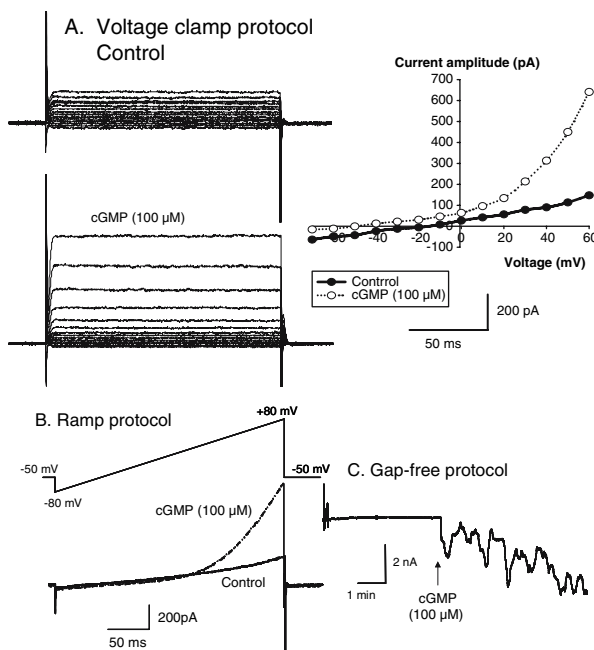 A. Voltage clamp protocol
Control
cGMP (100 µM)
Current amplitude (pA)
700
600
500
400
300
200
100
0
-100
-60
-40
-20
0
20
40
60
Voltage (mV)
Contrrol
cGMP (100 µM)
200 pA
50 ms
B. Ramp protocol
+80 mV
-50 mV
-50 mV
-80 mV
cGMP (100 µM)
Control
200pA
50 ms
C. Gap-free protocol
2 nA
1 min
cGMP
(100 µM)